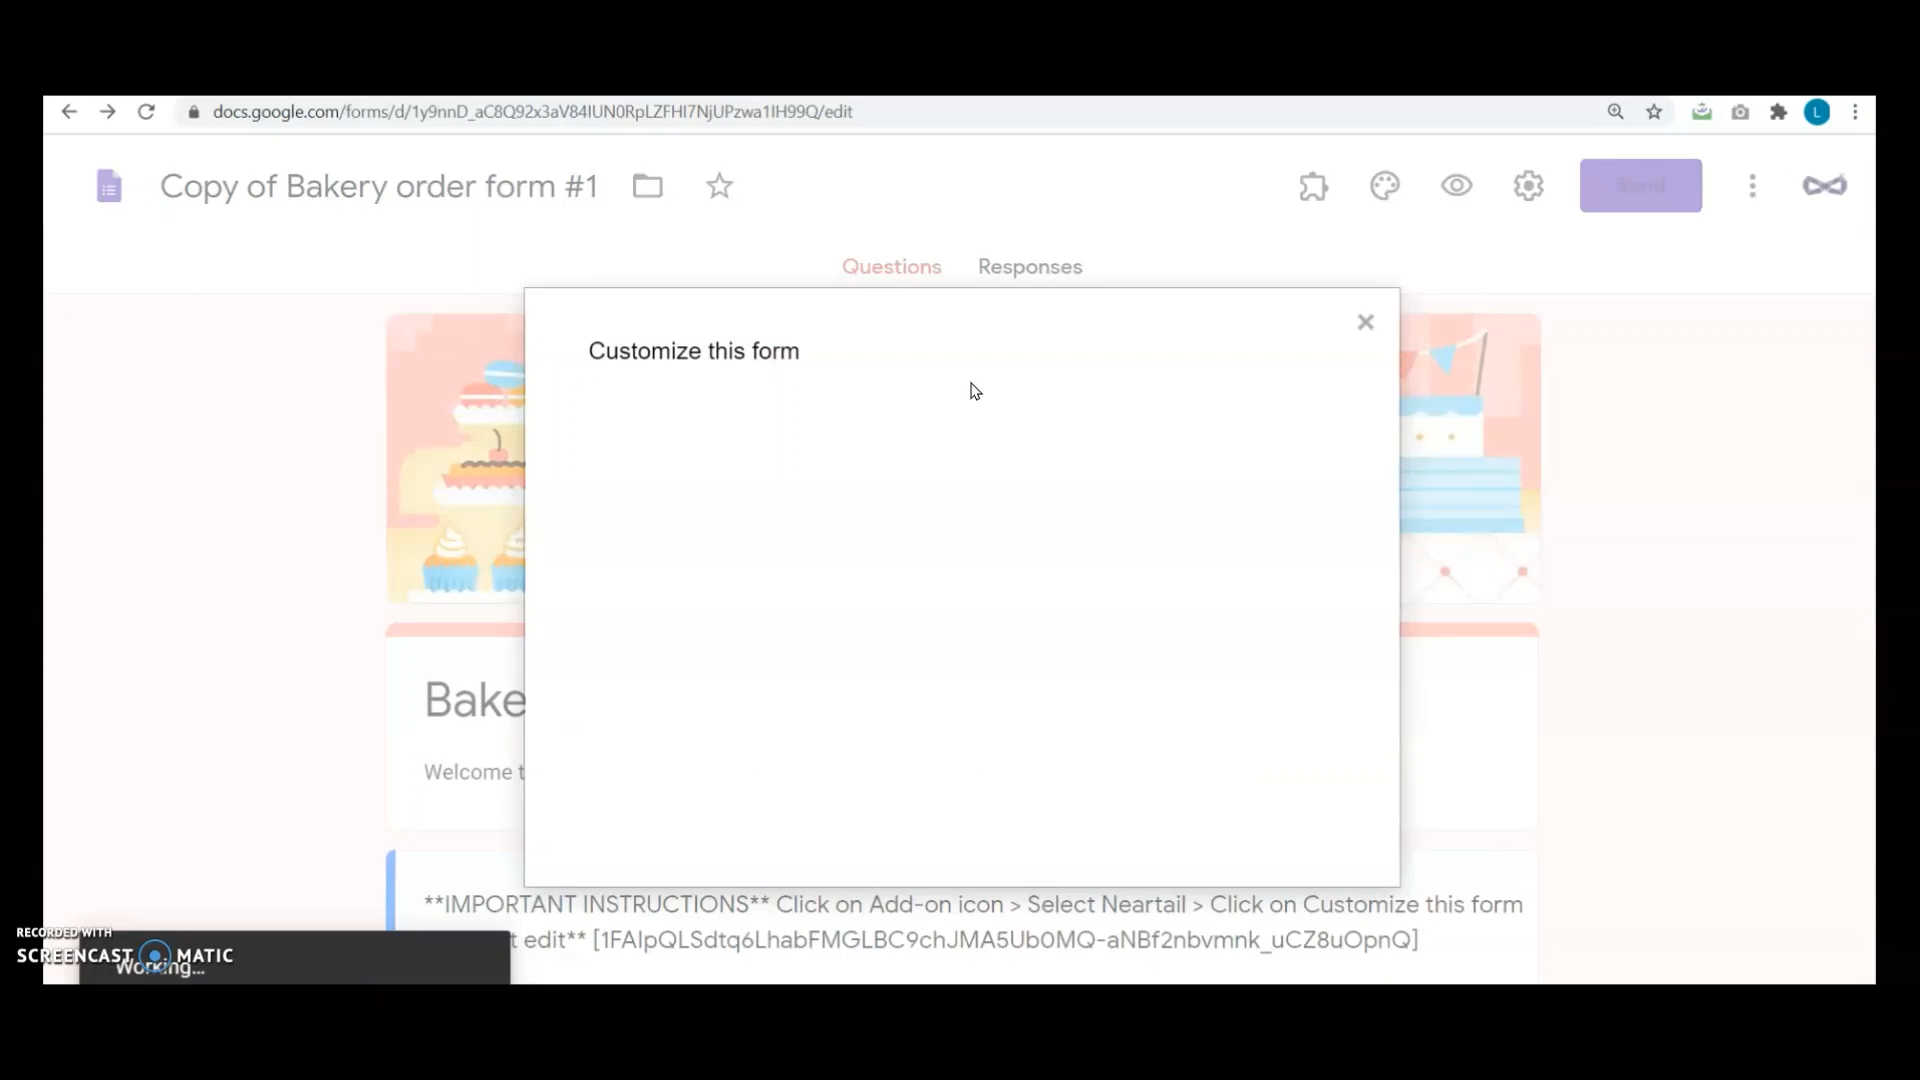 docs.google.com/forms/d/1y9nnD_aC8Q92x3aV84IUN0RpLZFHI7NjUPzwa1IH99Q/edit
L
Copy of Bakery order form #1
Send
Questions
Responses
Customize this form
Bake
Welcome t
**IMPORTANT INSTRUCTIONS** Click on Add-on icon > Select Neartail > Click on Customize this form
t edit** [1FAIpQLSdtq6LhabFMGLBC9chJMA5Ub0MQ-aNBf2nbvmnk_uCZ8uOpnQ]
RECORDED WITH
SCREENCAST MATIC
Working...